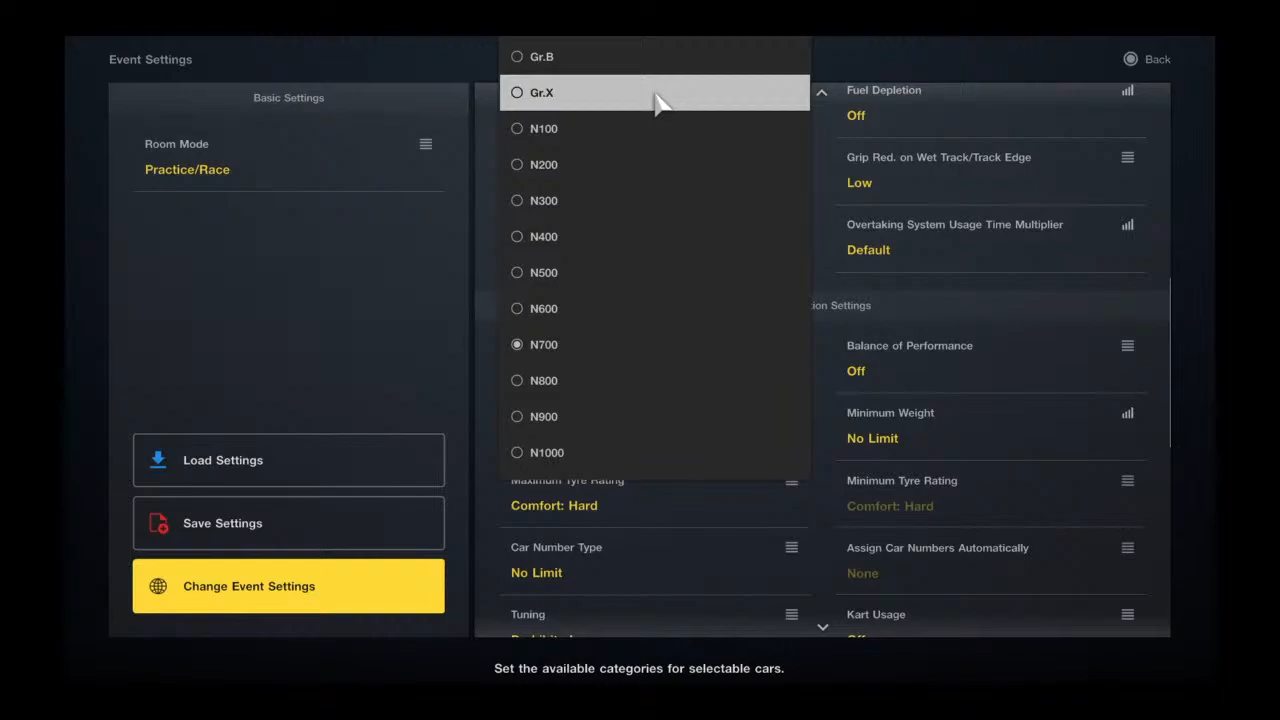 Event Settings
Back
Basic Settings
Room Mode
Practice/Race
Load Settings
Save Settings
Change Event Settings
Gr.B
Gr.X
N100
N200
N300
N400
N500
N600
N700
N800
N900
N1000
Maximum Tyre Rating
Comfort: Hard
Car Number Type
No Limit
Tuning
Prohibited
Fuel Depletion
Off
Grip Red. on Wet Track/Track Edge
Low
Overtaking System Usage Time Multiplier
Default
Settings
Balance of Performance
Off
Minimum Weight
No Limit
Minimum Tyre Rating
Comfort: Hard
Assign Car Numbers Automatically
None
Kart Usage
Off
Set the available categories for selectable cars.